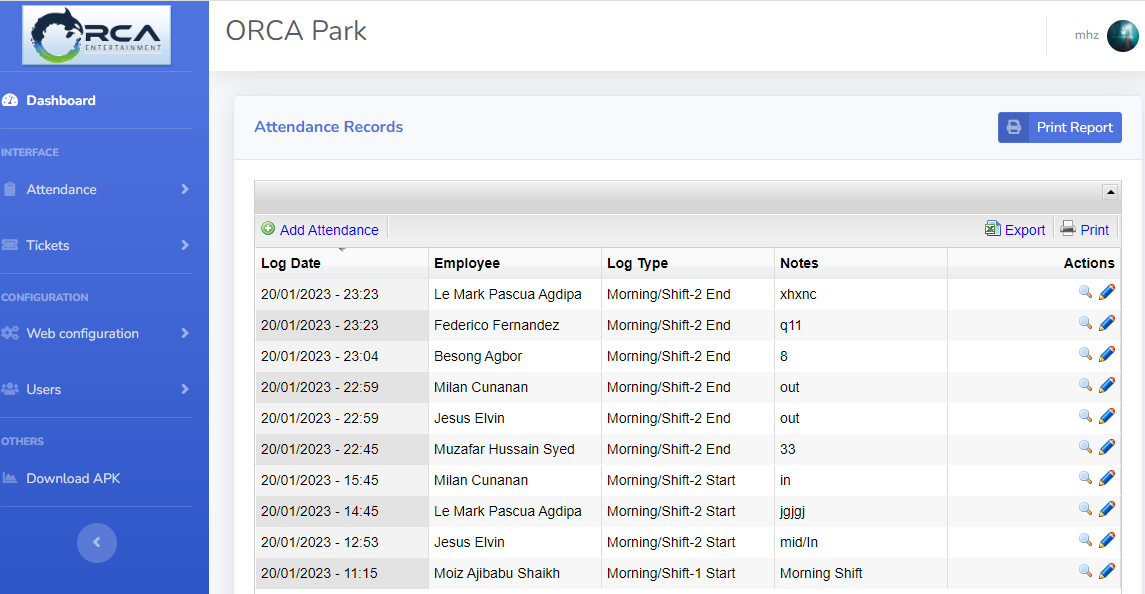 ORCA
ENTERTAINMENT
ORCA Park
mhz
Dashboard
INTERFACE
Attendance
Tickets
CONFIGURATION
Web configuration
Users
OTHERS
Download APK
Attendance Records
Print Report
Add Attendance Export Print
Log Date Employee Log Type Notes Actions
20/01/2023 - 23:23 Le Mark Pascua Agdipa Morning/Shift-2 End xhxnc
20/01/2023 - 23:23 Federico Fernandez Morning/Shift-2 End q11
20/01/2023 - 23:04 Besong Agbor Morning/Shift-2 End 8
20/01/2023 - 22:59 Milan Cunanan Morning/Shift-2 End out
20/01/2023 - 22:59 Jesus Elvin Morning/Shift-2 End out
20/01/2023 - 22:45 Muzafar Hussain Syed Morning/Shift-2 End 33
20/01/2023 - 15:45 Milan Cunanan Morning/Shift-2 Start in
20/01/2023 - 14:45 Le Mark Pascua Agdipa Morning/Shift-2 Start jgjgj
20/01/2023 - 12:53 Jesus Elvin Morning/Shift-2 Start mid/In
20/01/2023 - 11:15 Moiz Ajibabu Shaikh Morning/Shift-1 Start Morning Shift